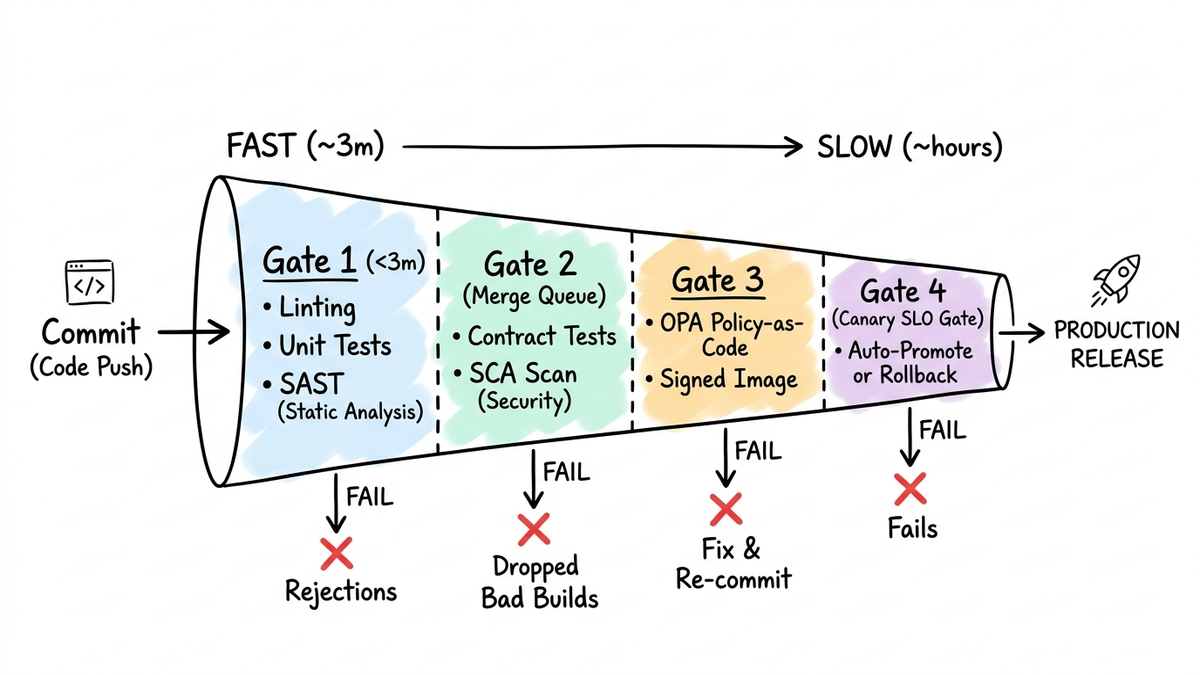 FAST (~3m)
SLOW (~hours)
</>
Commit
(Code Push)
Gate 1 (<3m)
• Linting
• Unit Tests
• SAST
(Static Analysis)
FAIL
Rejections
Gate 2
(Merge Queue)
• Contract Tests
• SCA Scan
(Security)
FAIL
Dropped
Bad Builds
Gate 3
• OPA Policy-as-
Code
• Signed Image
FAIL
Fix &
Re-commit
Gate 4
(Canary SLO Gate)
• Auto-Promote
or Rollback
FAIL
Fails
PRODUCTION
RELEASE